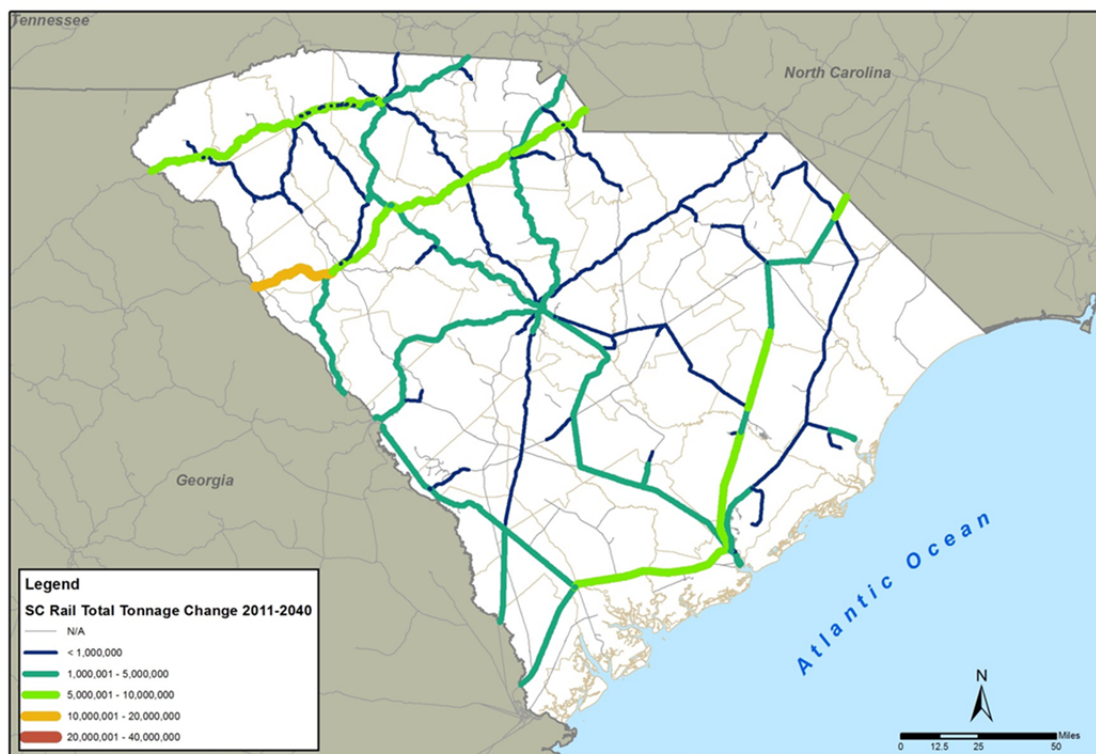 Tennessee
North Carolina
Georgia
Atlantic Ocean
Legend
SC Rail Total Tonnage Change 2011-2040
N/A
< 1,000,000
1,000,001 - 5,000,000
5,000,001 - 10,000,000
10,000,001 - 20,000,000
20,000,001 - 40,000,000
N
Miles
0 12.5 25 50